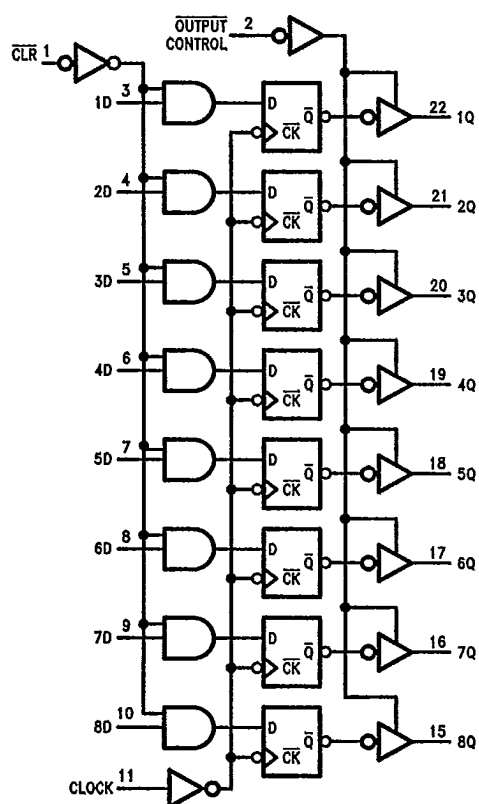 OUTPUT
CONTROL 2
CLR 1
3
1D D Q CK 22 1Q
4
2D D Q CK 21 2Q
5
3D D Q CK 20 3Q
6
4D D Q CK 19 4Q
7
5D D Q CK 18 5Q
8
6D D Q CK 17 6Q
9
7D D Q CK 16 7Q
10
8D D Q CK 15 8Q
CLOCK 11